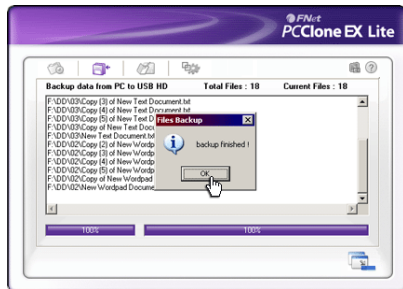 FNet
PCClone EX Lite
Backup data from PC to USB HD Total Files : 18 Current Files : 18
F:\DD\03\Copy (3) of New Text Document.txt
F:\DD\03\Copy (4) of New Text Document.txt
F:\DD\03\Copy (5) of New Text D
F:\DD\03\Copy of New Text Docu
F:\DD\03\New Text Document.txt
F:\DD\02\Copy (2) of New Wordp
F:\DD\02\Copy (3) of New Wordp
F:\DD\02\Copy (4) of New Wordp
F:\DD\02\Copy (5) of New Wordp
F:\DD\02\Copy of New Wordpad
F:\DD\02\New Wordpad Docume
Files Backup
backup finished !
OK
100% 100%